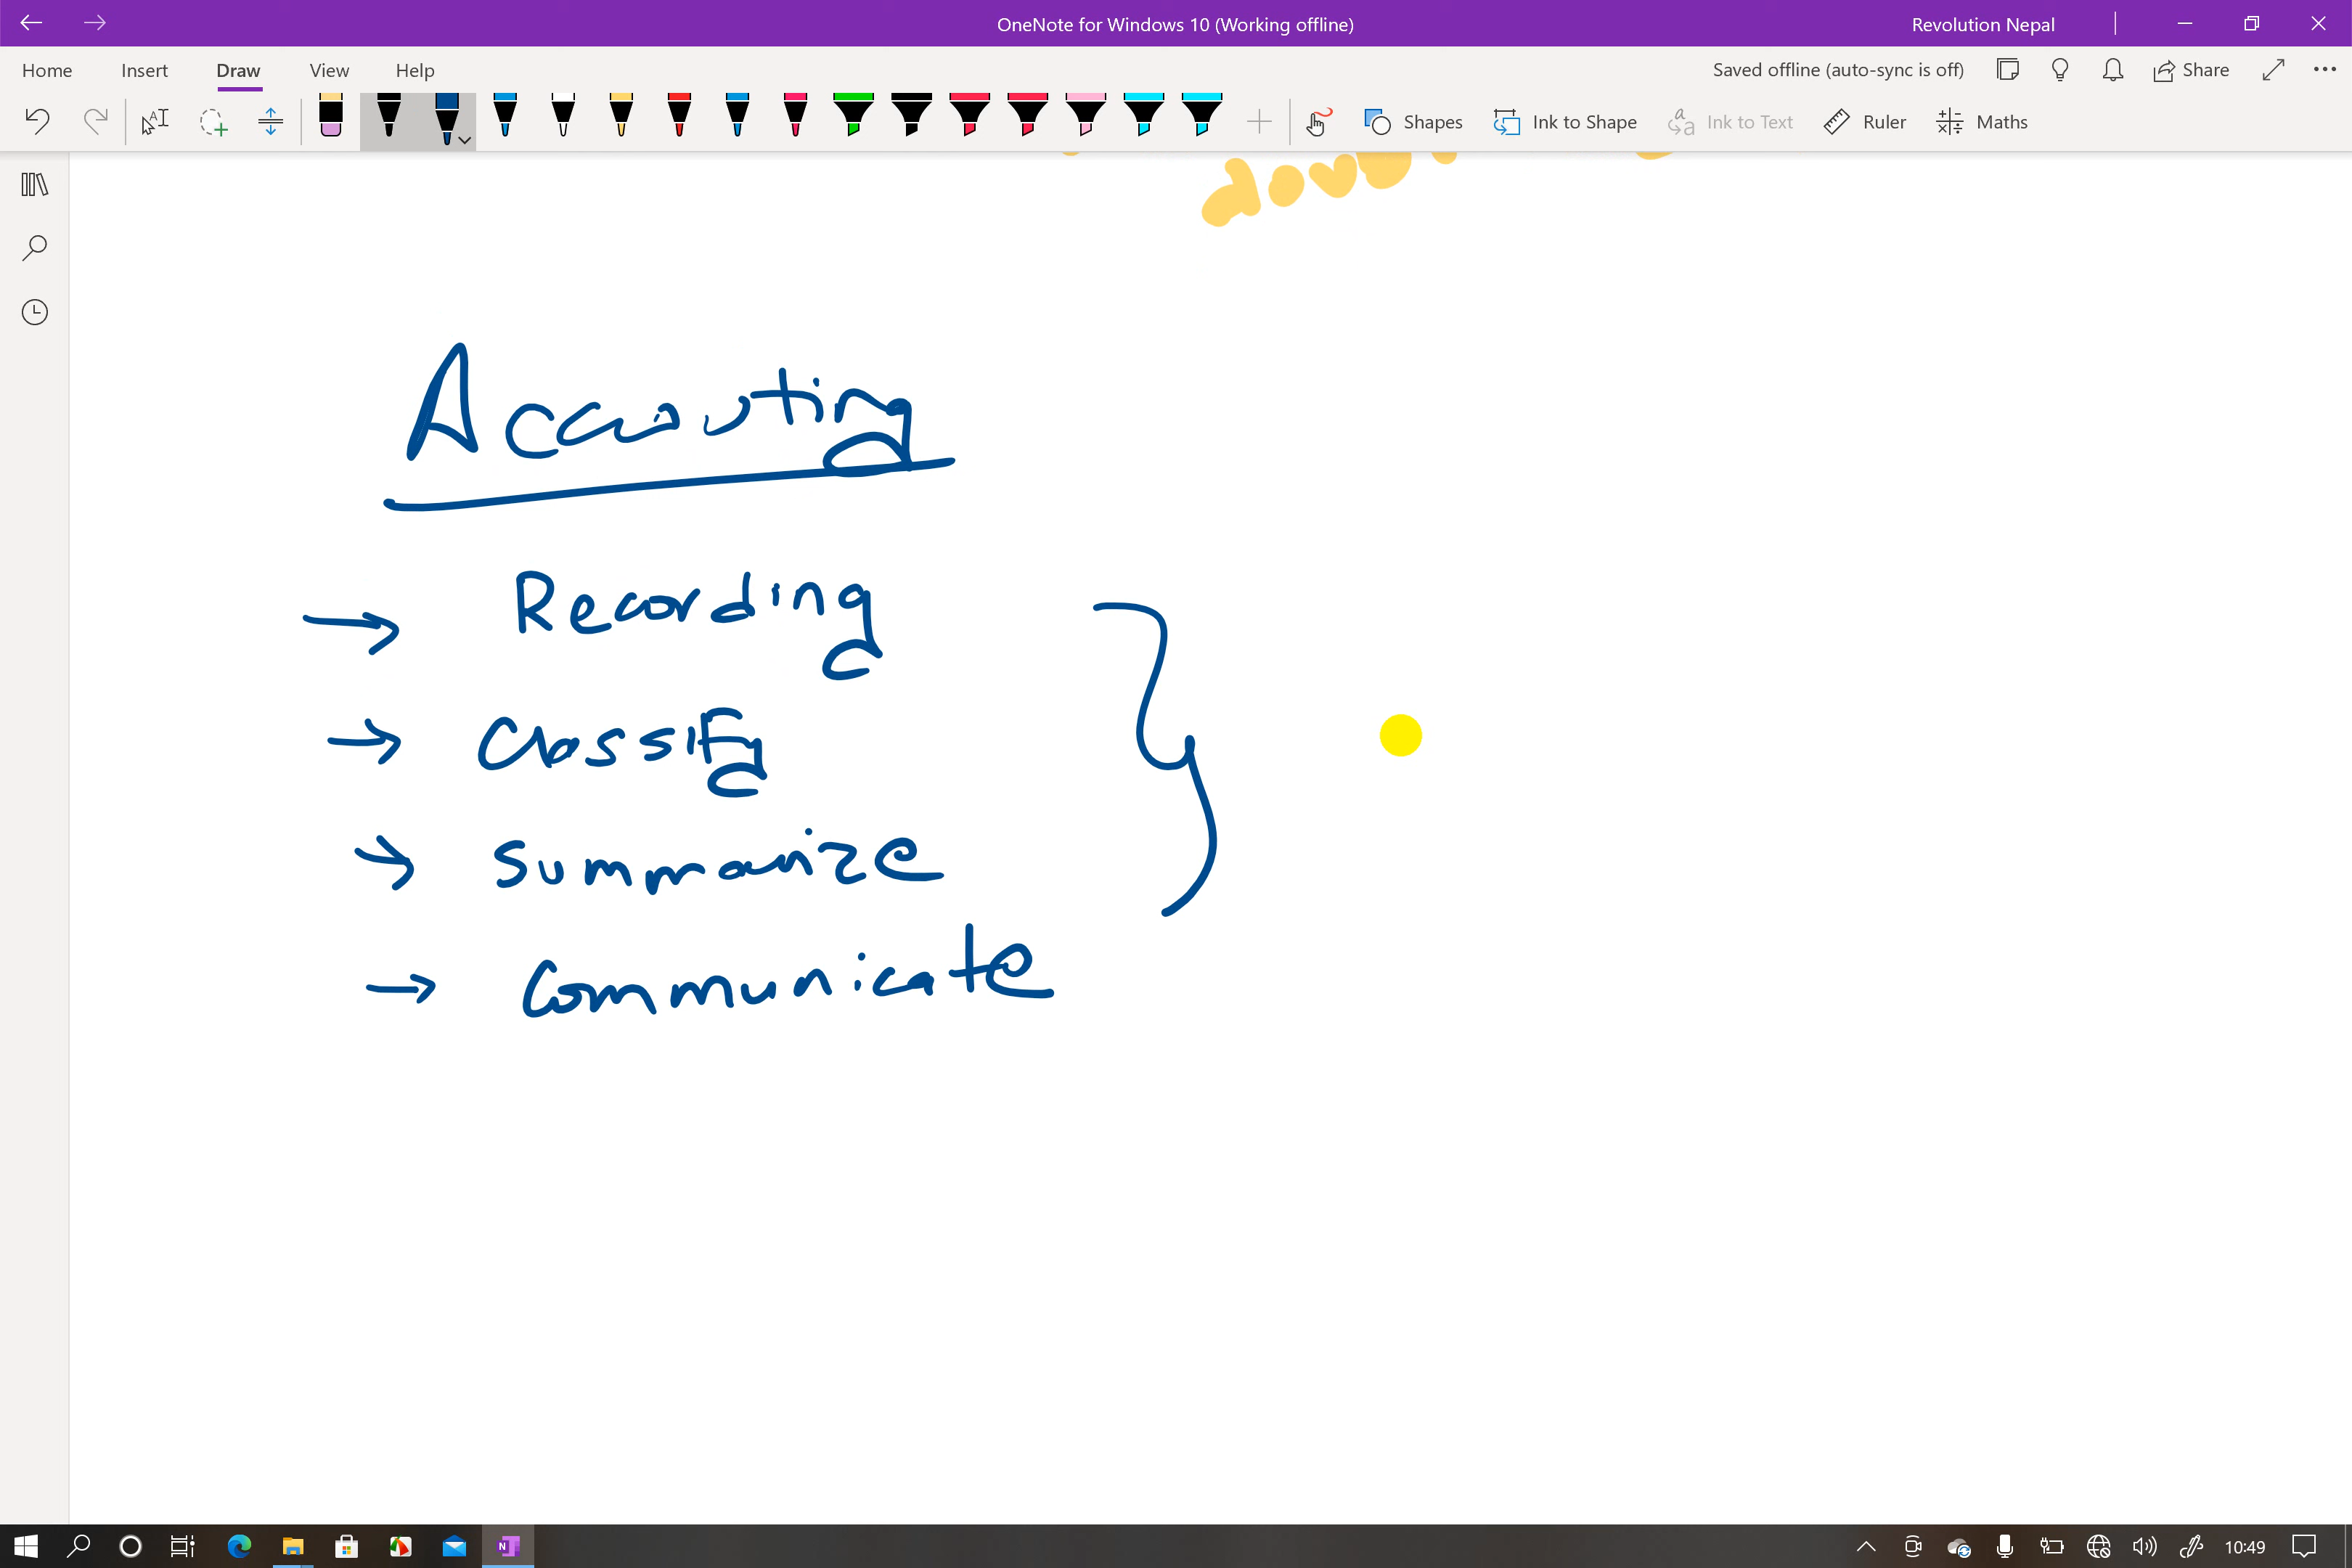 OneNote for Windows 10 (Working offline)
Revolution Nepal
Home Insert Draw View Help
Saved offline (auto-sync is off) Share
Shapes Ink to Shape Ink to Text Ruler Maths
Accouting
→ Recording
→ Classify
→ Summarize
→ Communicate
10:49